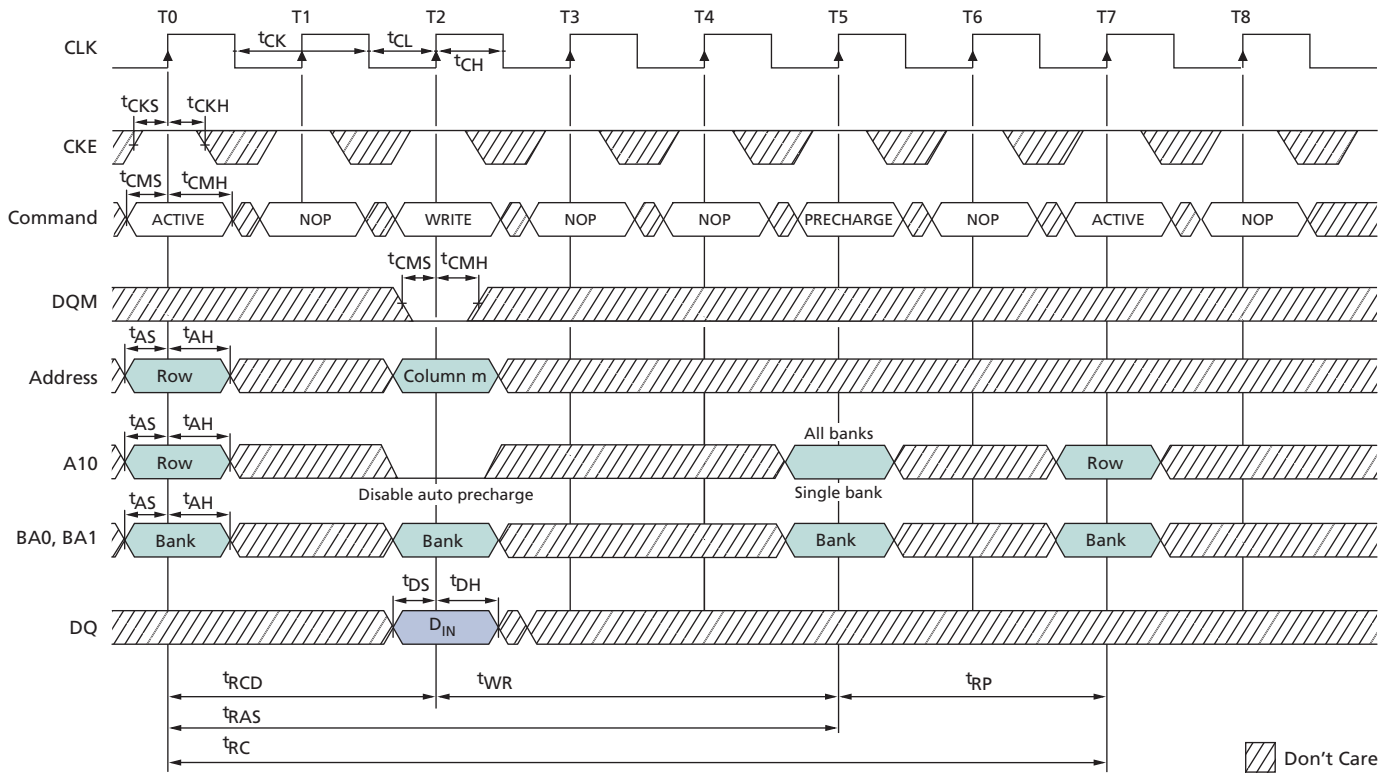 T0 T1 T2 T3 T4 T5 T6 T7 T8
CLK
tCK tCL
tCH
tCKS tCKH
CKE
tCMS tCMH
Command ACTIVE NOP WRITE NOP NOP PRECHARGE NOP ACTIVE NOP
tCMS tCMH
DQM
tAS tAH
Address Row Column m
tAS tAH All banks
A10 Row Row
Disable auto precharge Single bank
tAS tAH
BA0, BA1 Bank Bank Bank Bank
tDS tDH
DQ DIN
tRCD tWR tRP
tRAS
tRC
Don't Care